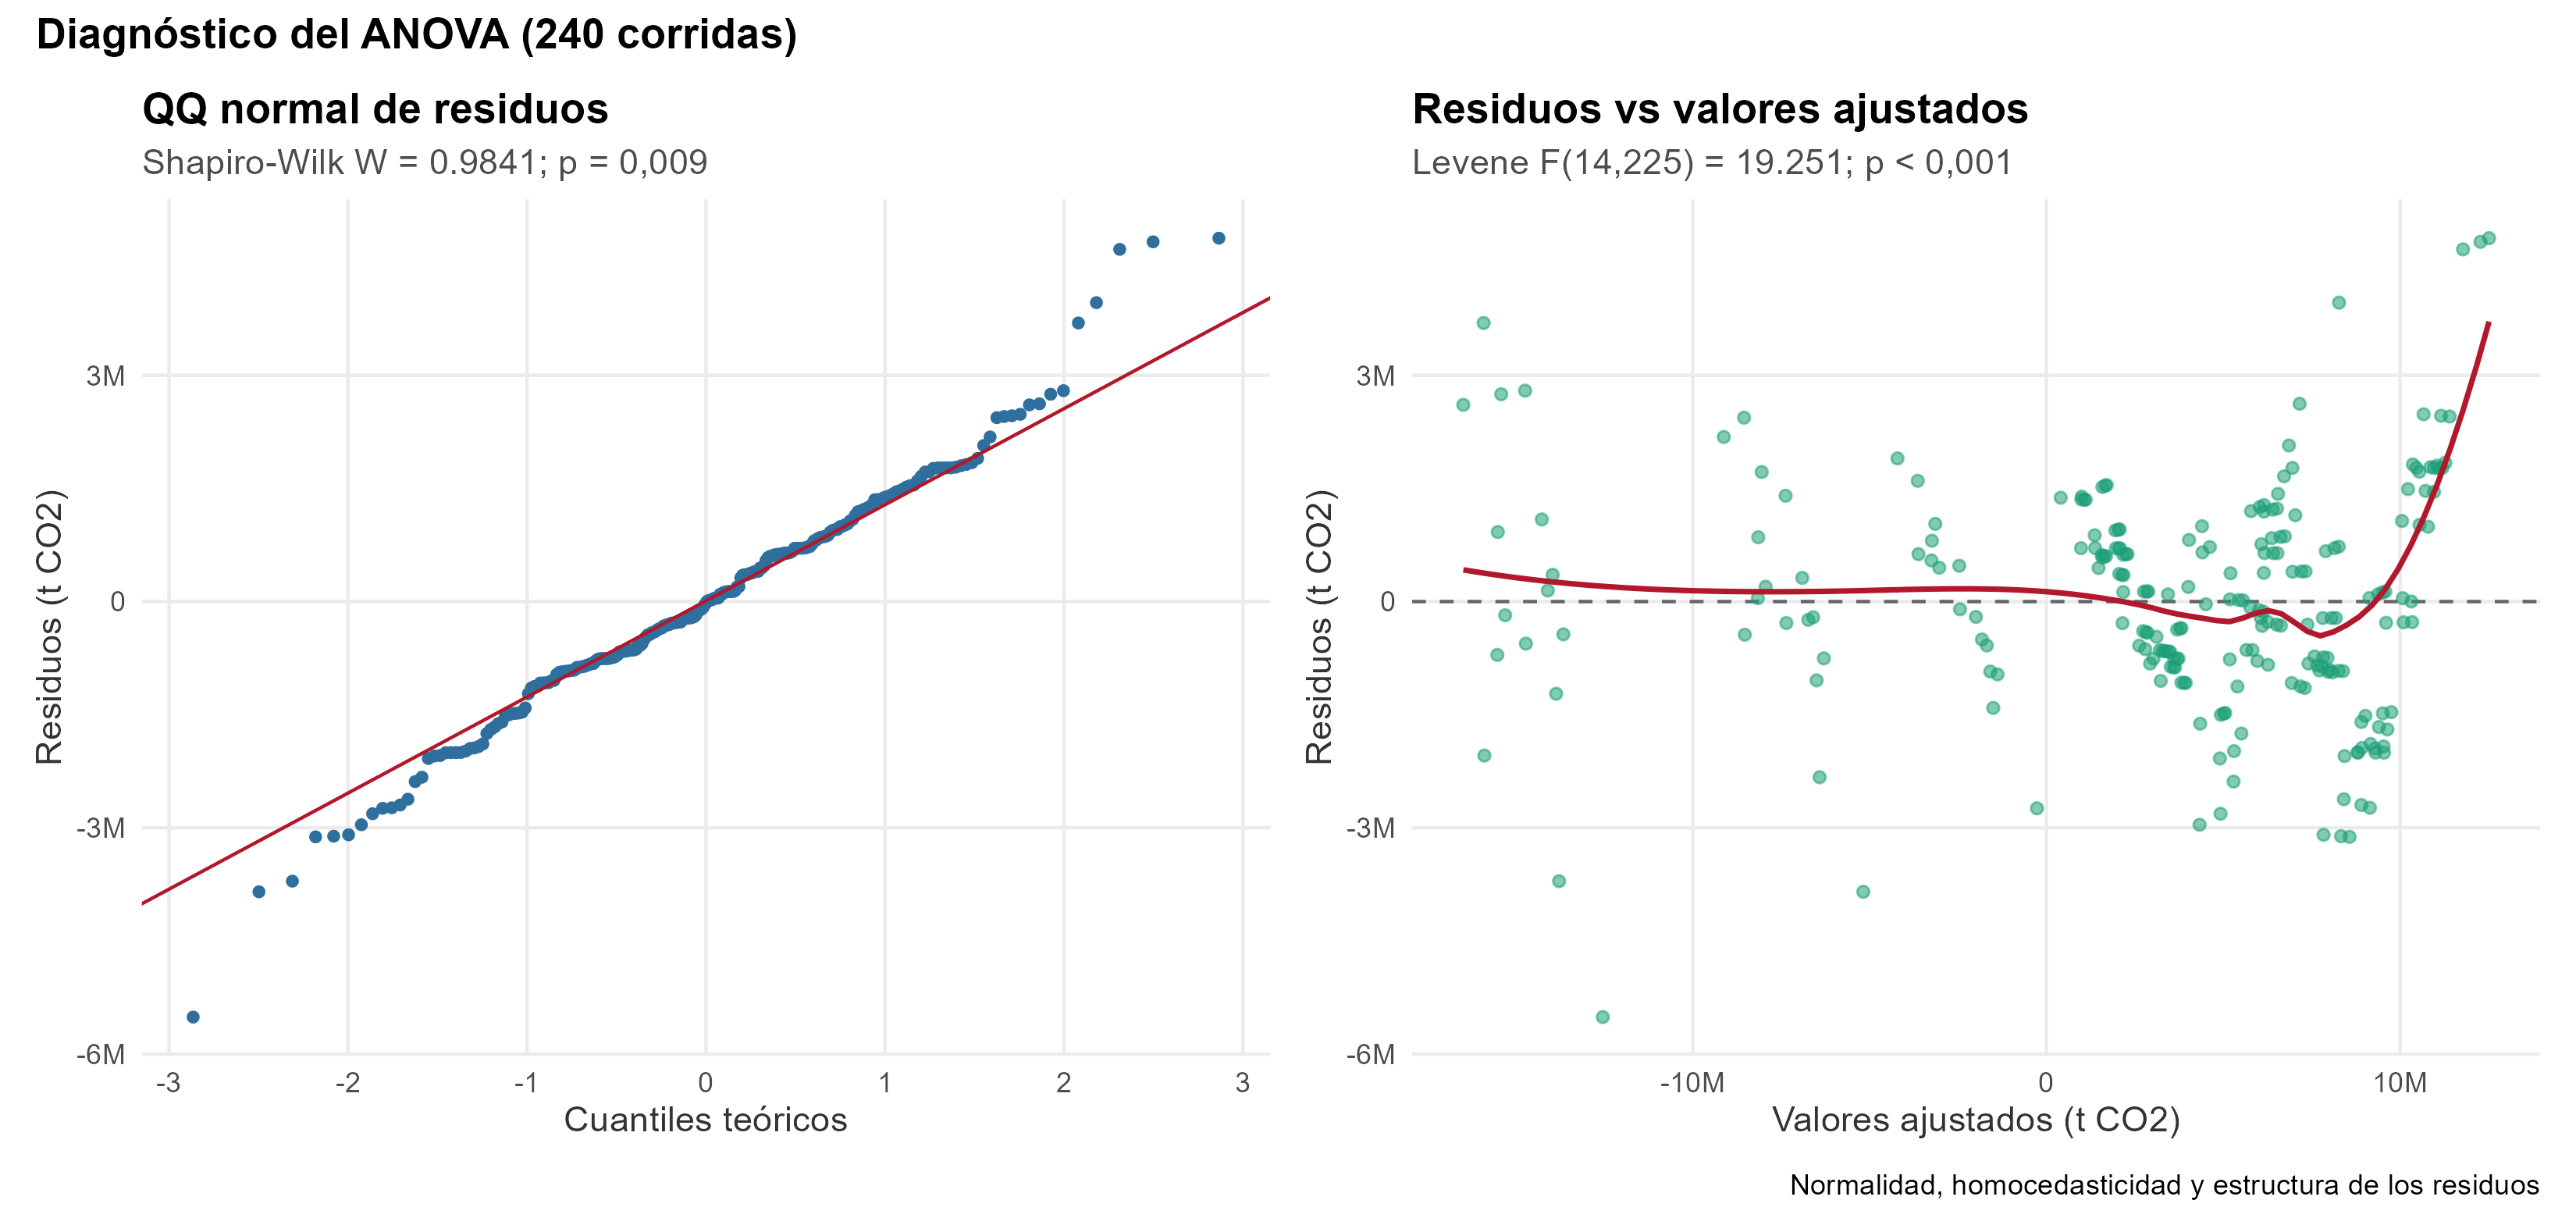 Diagnóstico del ANOVA (240 corridas)
QQ normal de residuos
Shapiro-Wilk W = 0.9841; p = 0,009
Residuos (t CO2)
3M
0
-3M
-6M
-3
-2
-1
0
1
2
3
Cuantiles teóricos
Residuos vs valores ajustados
Levene F(14,225) = 19.251; p < 0,001
Residuos (t CO2)
3M
0
-3M
-6M
-10M
0
10M
Valores ajustados (t CO2)
Normalidad, homocedasticidad y estructura de los residuos